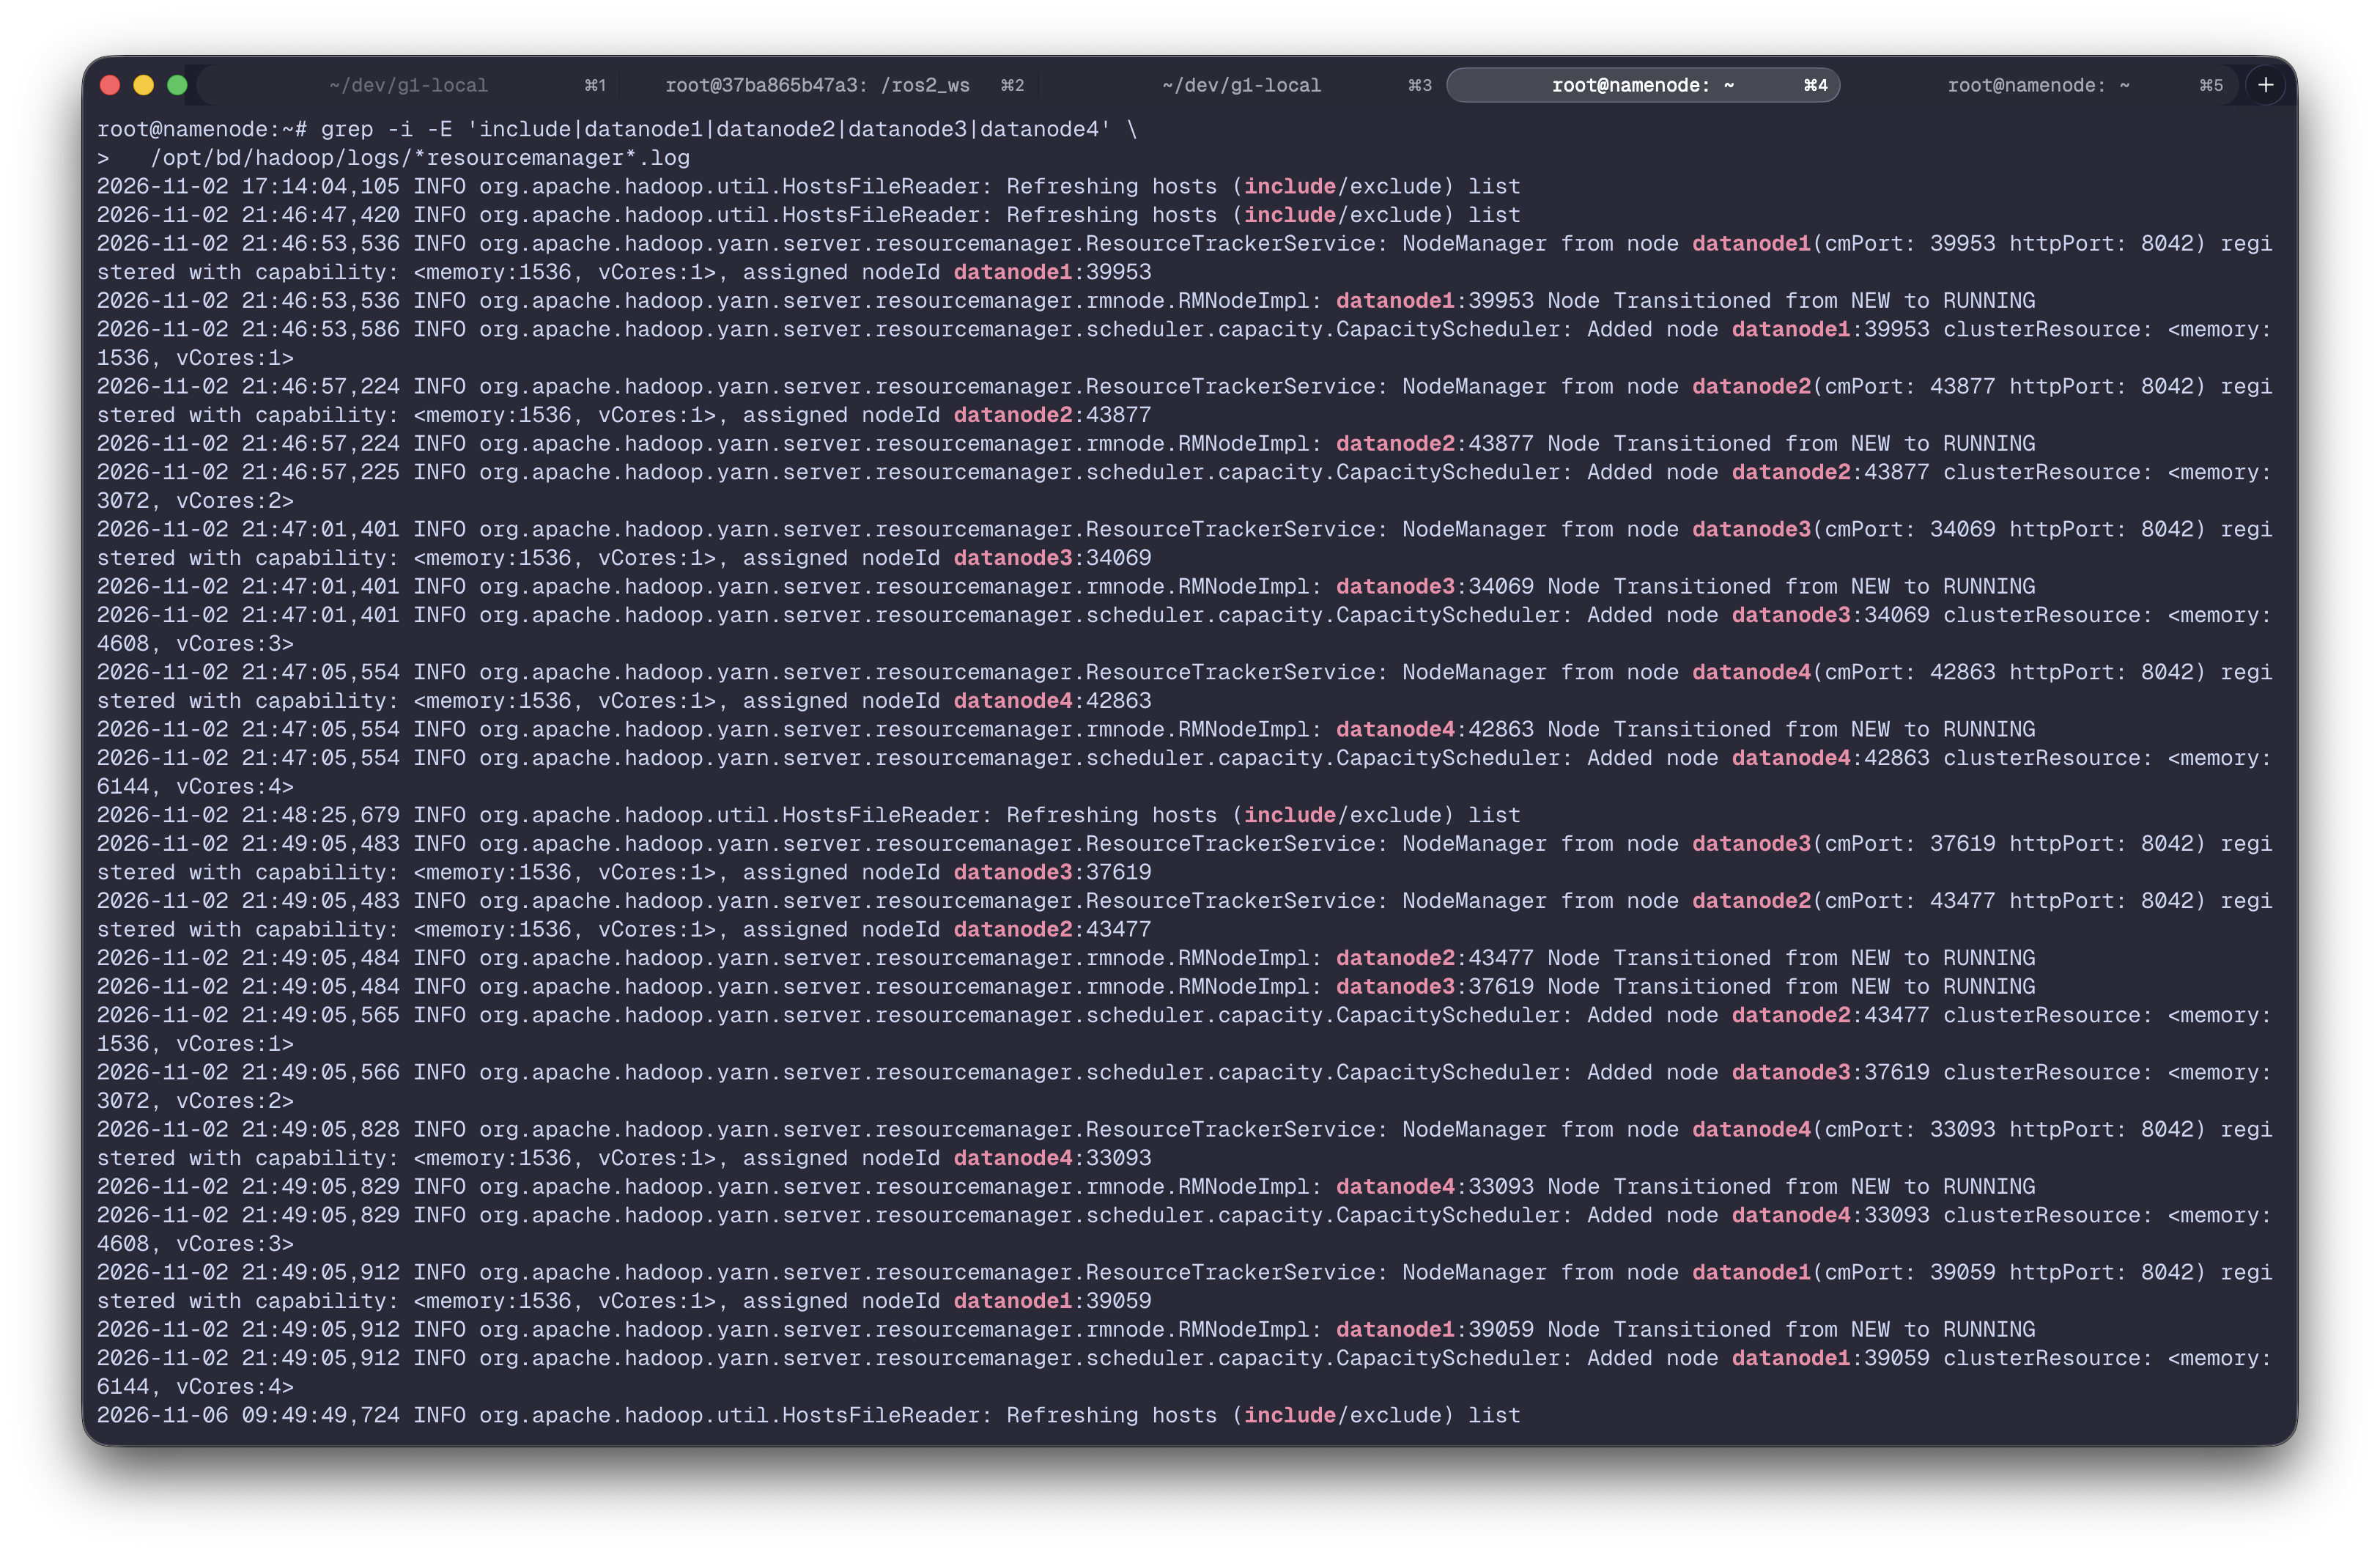 ~/dev/g1-local ⌘1 root@37ba865b47a3: /ros2_ws ⌘2 ~/dev/g1-local ⌘3 root@namenode: ~ ⌘4 root@namenode: ~ ⌘5 +
root@namenode:~# grep -i -E 'include|datanode1|datanode2|datanode3|datanode4' \
>   /opt/bd/hadoop/logs/*resourcemanager*.log
2026-11-02 17:14:04,105 INFO org.apache.hadoop.util.HostsFileReader: Refreshing hosts (include/exclude) list
2026-11-02 21:46:47,420 INFO org.apache.hadoop.util.HostsFileReader: Refreshing hosts (include/exclude) list
2026-11-02 21:46:53,536 INFO org.apache.hadoop.yarn.server.resourcemanager.ResourceTrackerService: NodeManager from node datanode1(cmPort: 39953 httpPort: 8042) regi
stered with capability: <memory:1536, vCores:1>, assigned nodeId datanode1:39953
2026-11-02 21:46:53,536 INFO org.apache.hadoop.yarn.server.resourcemanager.rmnode.RMNodeImpl: datanode1:39953 Node Transitioned from NEW to RUNNING
2026-11-02 21:46:53,586 INFO org.apache.hadoop.yarn.server.resourcemanager.scheduler.capacity.CapacityScheduler: Added node datanode1:39953 clusterResource: <memory:
1536, vCores:1>
2026-11-02 21:46:57,224 INFO org.apache.hadoop.yarn.server.resourcemanager.ResourceTrackerService: NodeManager from node datanode2(cmPort: 43877 httpPort: 8042) regi
stered with capability: <memory:1536, vCores:1>, assigned nodeId datanode2:43877
2026-11-02 21:46:57,224 INFO org.apache.hadoop.yarn.server.resourcemanager.rmnode.RMNodeImpl: datanode2:43877 Node Transitioned from NEW to RUNNING
2026-11-02 21:46:57,225 INFO org.apache.hadoop.yarn.server.resourcemanager.scheduler.capacity.CapacityScheduler: Added node datanode2:43877 clusterResource: <memory:
3072, vCores:2>
2026-11-02 21:47:01,401 INFO org.apache.hadoop.yarn.server.resourcemanager.ResourceTrackerService: NodeManager from node datanode3(cmPort: 34069 httpPort: 8042) regi
stered with capability: <memory:1536, vCores:1>, assigned nodeId datanode3:34069
2026-11-02 21:47:01,401 INFO org.apache.hadoop.yarn.server.resourcemanager.rmnode.RMNodeImpl: datanode3:34069 Node Transitioned from NEW to RUNNING
2026-11-02 21:47:01,401 INFO org.apache.hadoop.yarn.server.resourcemanager.scheduler.capacity.CapacityScheduler: Added node datanode3:34069 clusterResource: <memory:
4608, vCores:3>
2026-11-02 21:47:05,554 INFO org.apache.hadoop.yarn.server.resourcemanager.ResourceTrackerService: NodeManager from node datanode4(cmPort: 42863 httpPort: 8042) regi
stered with capability: <memory:1536, vCores:1>, assigned nodeId datanode4:42863
2026-11-02 21:47:05,554 INFO org.apache.hadoop.yarn.server.resourcemanager.rmnode.RMNodeImpl: datanode4:42863 Node Transitioned from NEW to RUNNING
2026-11-02 21:47:05,554 INFO org.apache.hadoop.yarn.server.resourcemanager.scheduler.capacity.CapacityScheduler: Added node datanode4:42863 clusterResource: <memory:
6144, vCores:4>
2026-11-02 21:48:25,679 INFO org.apache.hadoop.util.HostsFileReader: Refreshing hosts (include/exclude) list
2026-11-02 21:49:05,483 INFO org.apache.hadoop.yarn.server.resourcemanager.ResourceTrackerService: NodeManager from node datanode3(cmPort: 37619 httpPort: 8042) regi
stered with capability: <memory:1536, vCores:1>, assigned nodeId datanode3:37619
2026-11-02 21:49:05,483 INFO org.apache.hadoop.yarn.server.resourcemanager.ResourceTrackerService: NodeManager from node datanode2(cmPort: 43477 httpPort: 8042) regi
stered with capability: <memory:1536, vCores:1>, assigned nodeId datanode2:43477
2026-11-02 21:49:05,484 INFO org.apache.hadoop.yarn.server.resourcemanager.rmnode.RMNodeImpl: datanode2:43477 Node Transitioned from NEW to RUNNING
2026-11-02 21:49:05,484 INFO org.apache.hadoop.yarn.server.resourcemanager.rmnode.RMNodeImpl: datanode3:37619 Node Transitioned from NEW to RUNNING
2026-11-02 21:49:05,565 INFO org.apache.hadoop.yarn.server.resourcemanager.scheduler.capacity.CapacityScheduler: Added node datanode2:43477 clusterResource: <memory:
1536, vCores:1>
2026-11-02 21:49:05,566 INFO org.apache.hadoop.yarn.server.resourcemanager.scheduler.capacity.CapacityScheduler: Added node datanode3:37619 clusterResource: <memory:
3072, vCores:2>
2026-11-02 21:49:05,828 INFO org.apache.hadoop.yarn.server.resourcemanager.ResourceTrackerService: NodeManager from node datanode4(cmPort: 33093 httpPort: 8042) regi
stered with capability: <memory:1536, vCores:1>, assigned nodeId datanode4:33093
2026-11-02 21:49:05,829 INFO org.apache.hadoop.yarn.server.resourcemanager.rmnode.RMNodeImpl: datanode4:33093 Node Transitioned from NEW to RUNNING
2026-11-02 21:49:05,829 INFO org.apache.hadoop.yarn.server.resourcemanager.scheduler.capacity.CapacityScheduler: Added node datanode4:33093 clusterResource: <memory:
4608, vCores:3>
2026-11-02 21:49:05,912 INFO org.apache.hadoop.yarn.server.resourcemanager.ResourceTrackerService: NodeManager from node datanode1(cmPort: 39059 httpPort: 8042) regi
stered with capability: <memory:1536, vCores:1>, assigned nodeId datanode1:39059
2026-11-02 21:49:05,912 INFO org.apache.hadoop.yarn.server.resourcemanager.rmnode.RMNodeImpl: datanode1:39059 Node Transitioned from NEW to RUNNING
2026-11-02 21:49:05,912 INFO org.apache.hadoop.yarn.server.resourcemanager.scheduler.capacity.CapacityScheduler: Added node datanode1:39059 clusterResource: <memory:
6144, vCores:4>
2026-11-06 09:49:49,724 INFO org.apache.hadoop.util.HostsFileReader: Refreshing hosts (include/exclude) list